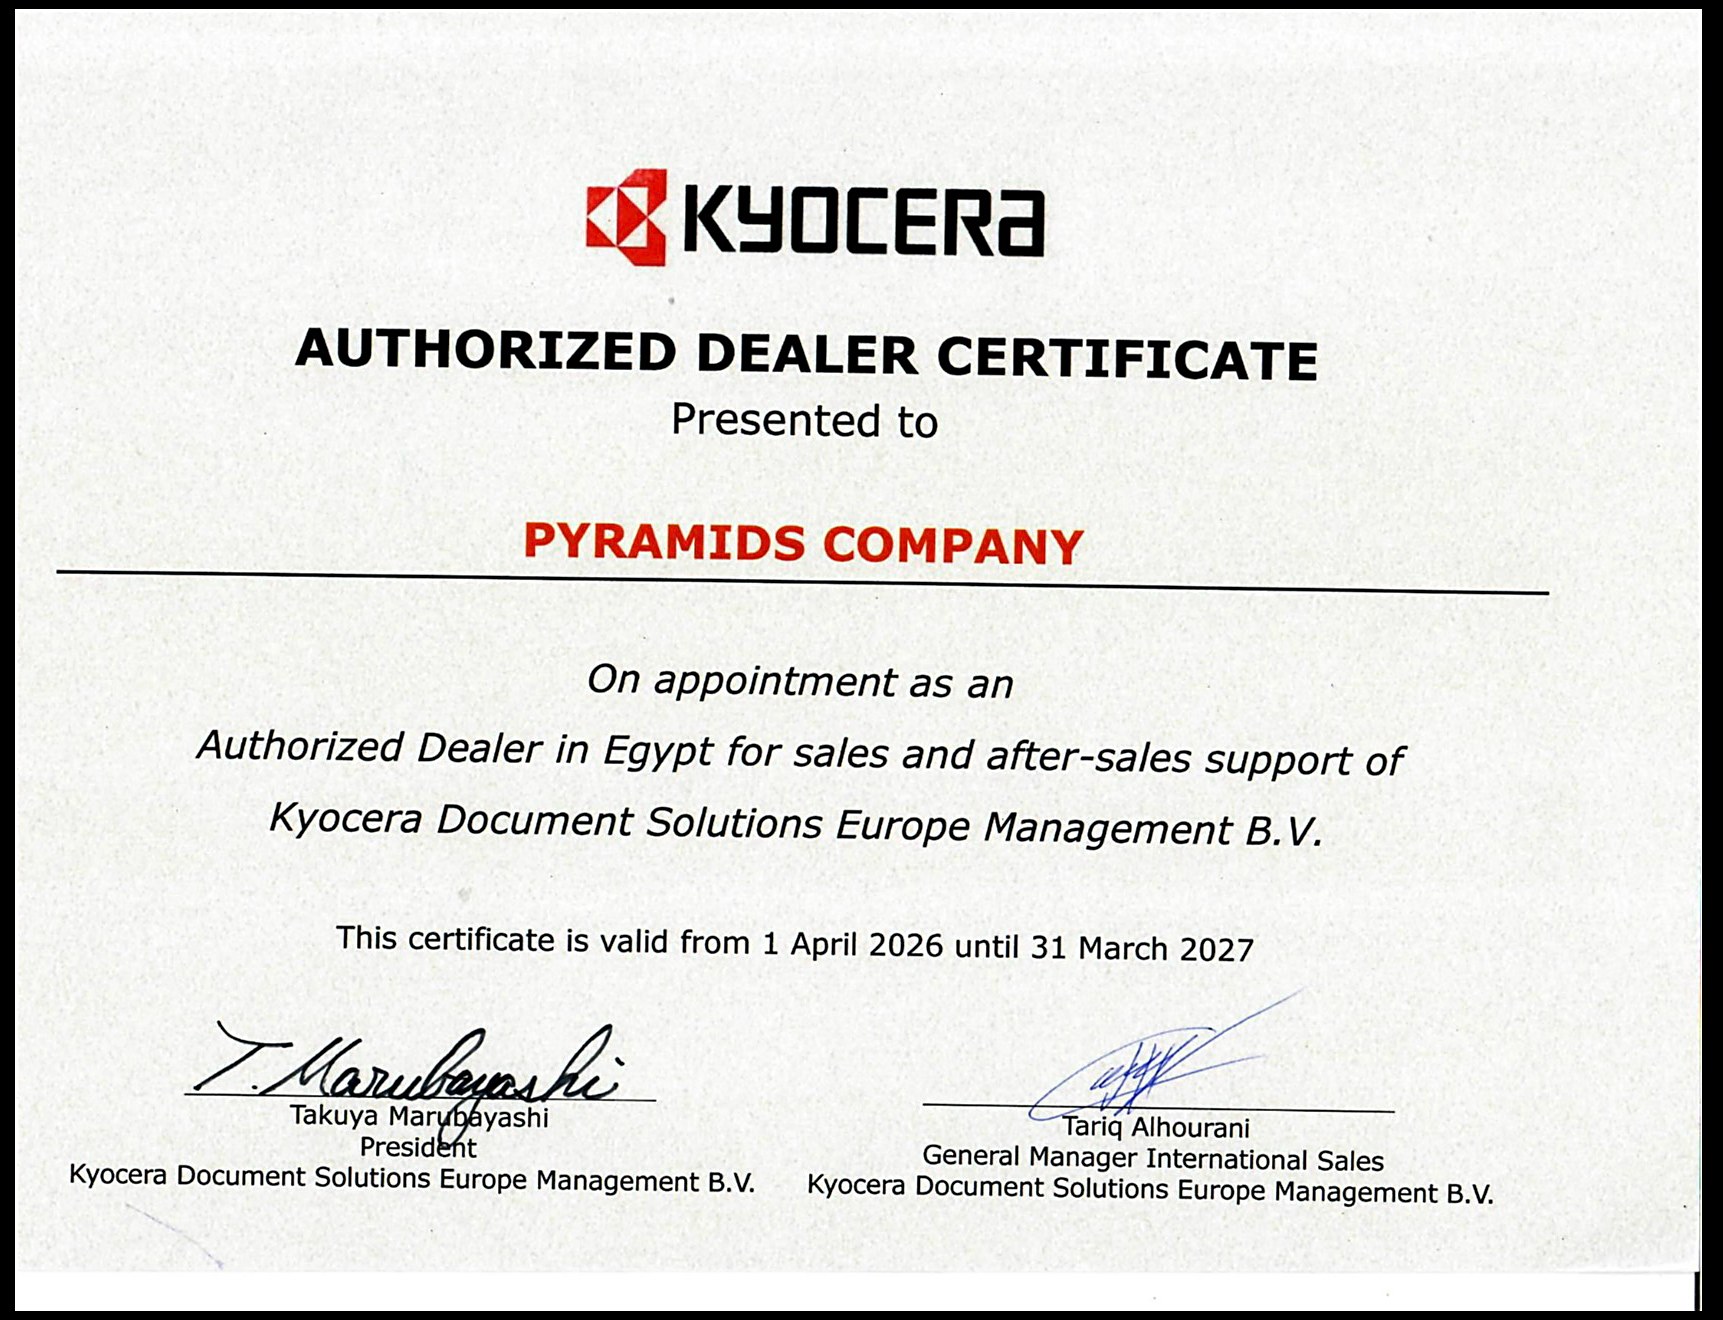 KYOCERA
AUTHORIZED DEALER CERTIFICATE
Presented to
PYRAMIDS COMPANY
On appointment as an
Authorized Dealer in Egypt for sales and after-sales support of
Kyocera Document Solutions Europe Management B.V.
This certificate is valid from 1 April 2026 until 31 March 2027
T. Marubayashi
Takuya Marubayashi
President
Kyocera Document Solutions Europe Management B.V.
Tariq Alhourani
General Manager International Sales
Kyocera Document Solutions Europe Management B.V.